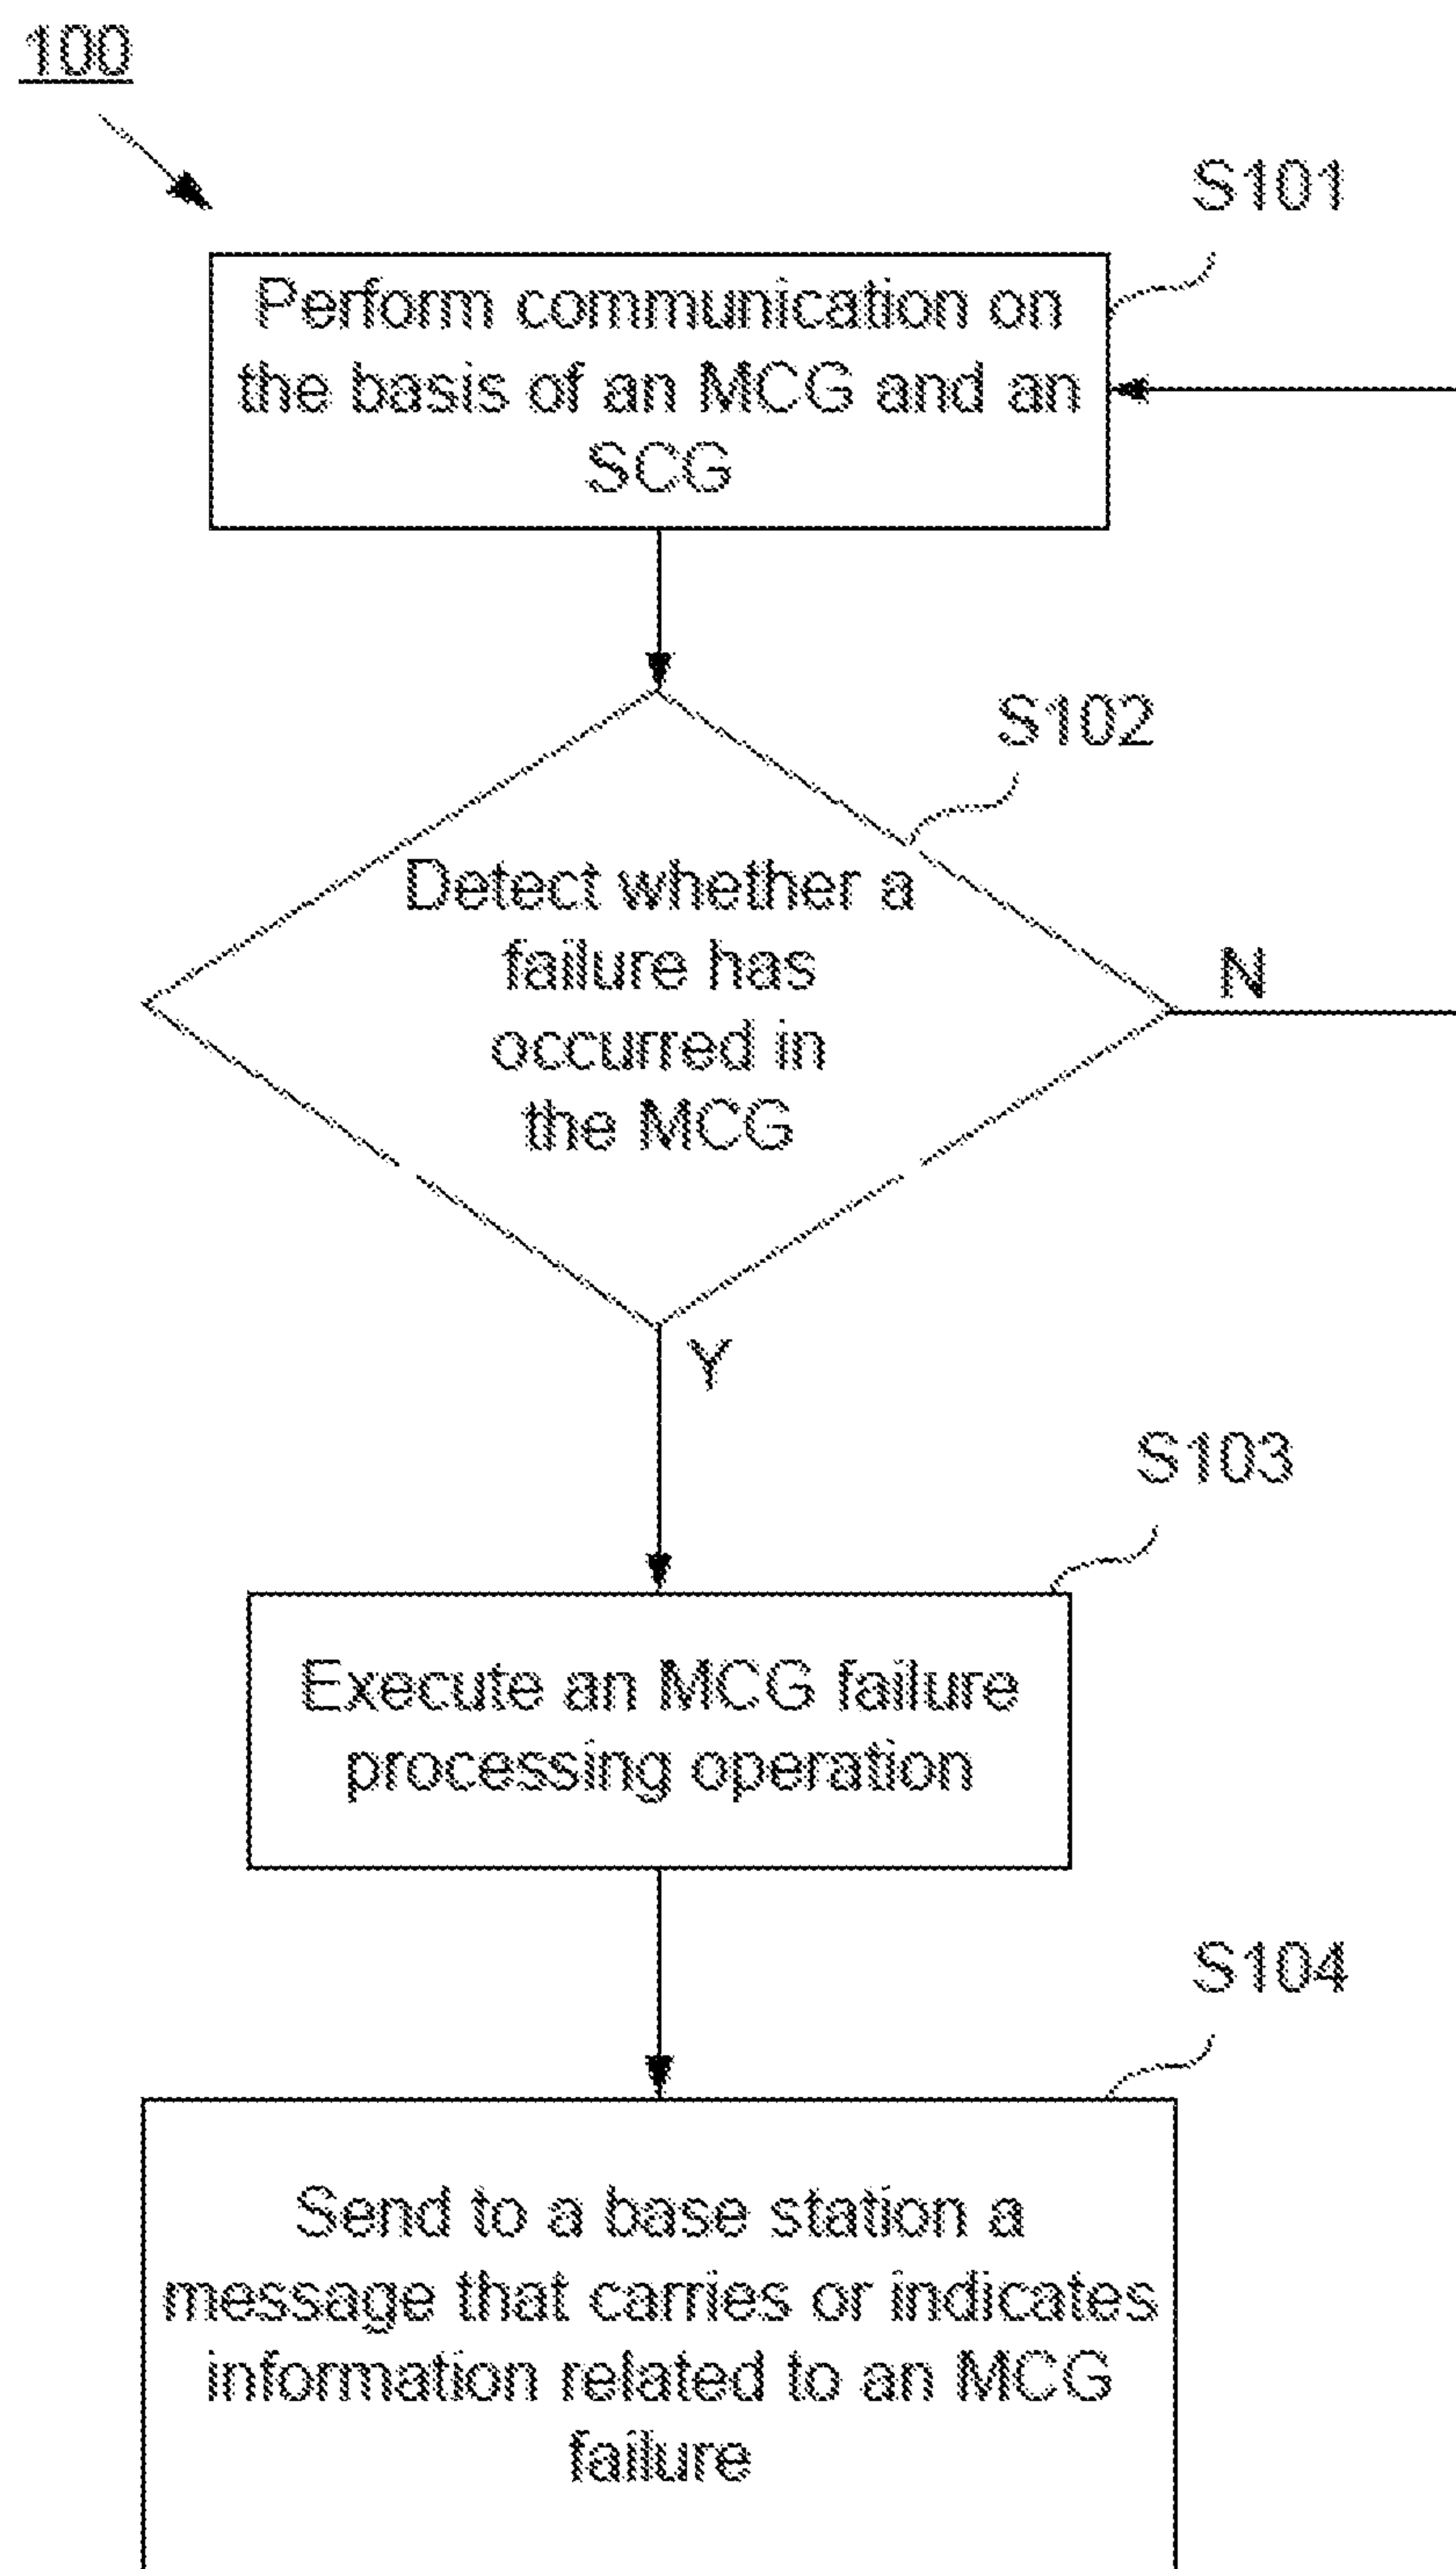 100
S101
Perform communication on
the basis of an MCG and an
SCG
S102
Detect whether a
failure has
occurred in
the MCG
N
Y
S103
Execute an MCG failure
processing operation
S104
Send to a base station a
message that carries or indicates
information related to an MCG
failure